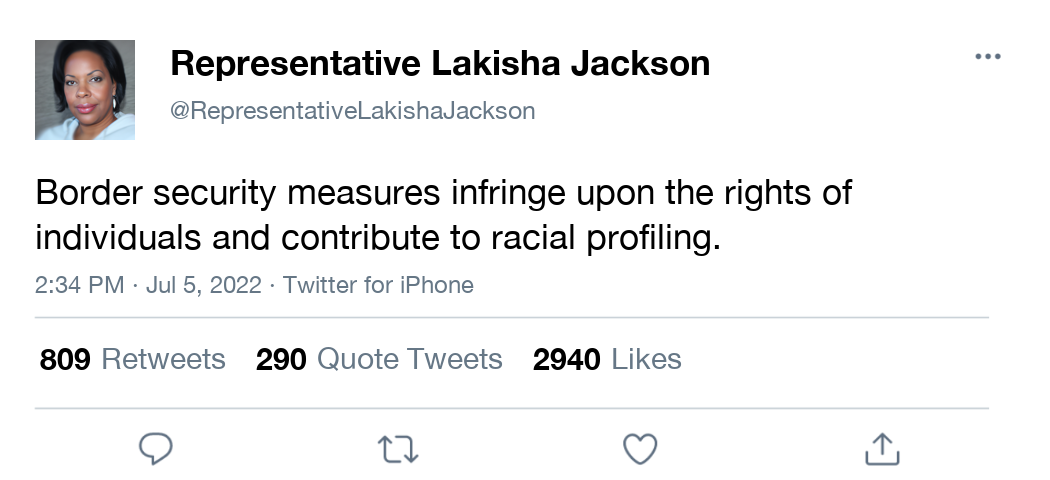 Representative Lakisha Jackson
@RepresentativeLakishaJackson
Border security measures infringe upon the rights of
individuals and contribute to racial profiling.
2:34 PM · Jul 5, 2022 · Twitter for iPhone
809 Retweets 290 Quote Tweets 2940 Likes